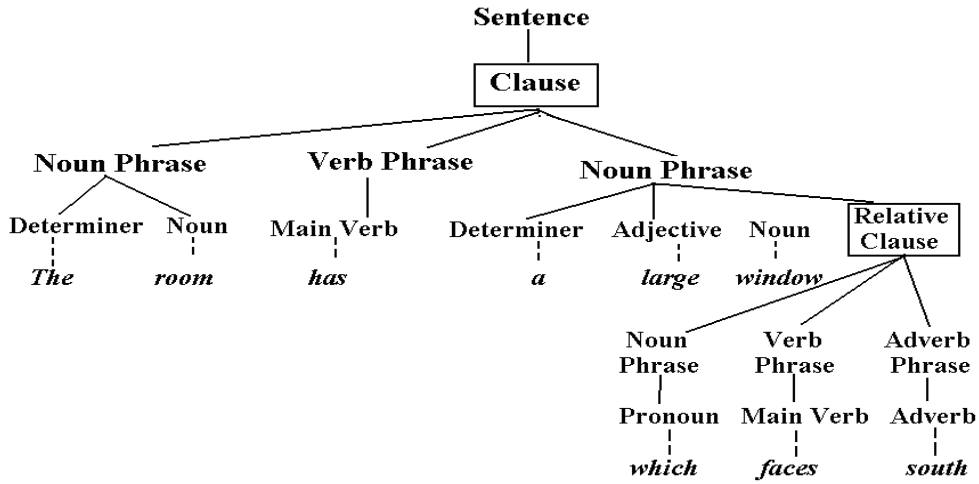 Sentence
Clause
Noun Phrase Verb Phrase Noun Phrase
Determiner Noun Main Verb Determiner Adjective Noun Relative
Clause
The room has a large window
Noun Verb Adverb
Phrase Phrase Phrase
Pronoun Main Verb Adverb
which faces south